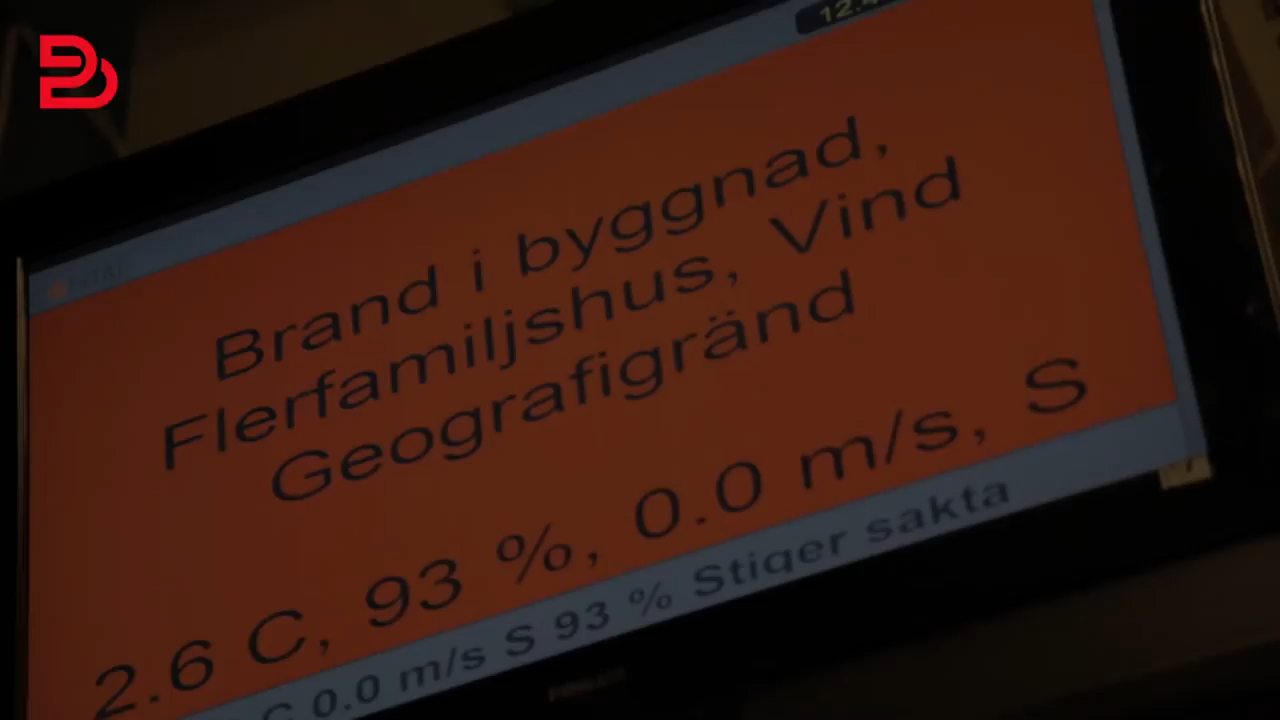 Brand i byggnad,
Flerfamiljshus, Vind
Geografigränd
2.6 C, 93 %, 0.0 m/s, S
C 0.0 m/s S 93 % Stiger sakta